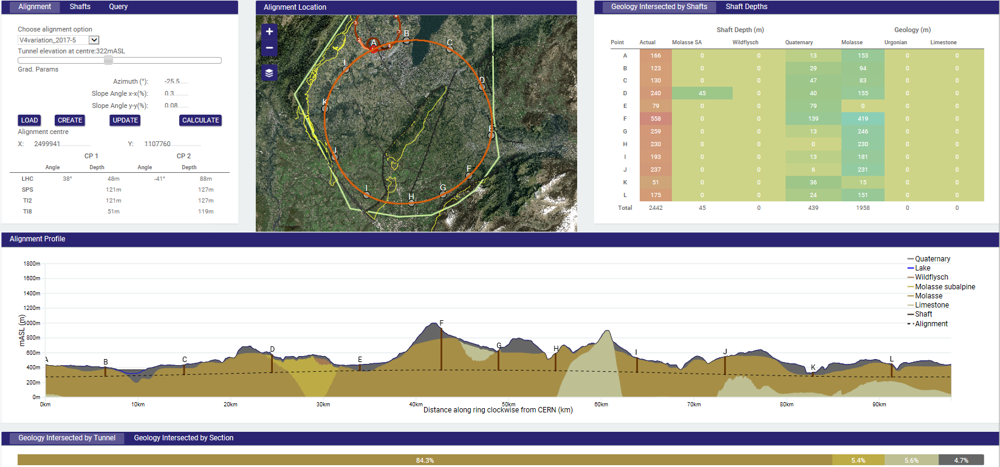 Alignment Shafts Query
Choose alignment option
V4variation_2017-5
Tunnel elevation at centre:322mASL
Grad. Params
Azimuth (°): -25.5
Slope Angle x-x(%): 0.3
Slope Angle y-y(%): 0.08
LOAD CREATE UPDATE CALCULATE
Alignment centre
X: 2499941 Y: 1107760
CP 1 CP 2
Angle Depth Angle Depth
LHC 38° 48m -41° 88m
SPS 121m 127m
TI2 121m 127m
TI8 51m 119m
Alignment Location
+
−
A
B
C
D
E
F
G
H
I
J
K
L
Geology Intersected by Shafts Shaft Depths
Shaft Depth (m) Geology (m)
Point Actual Molasse SA Wildflysch Quaternary Molasse Urgonian Limestone
A 166 0 0 13 153 0 0
B 123 0 0 29 94 0 0
C 130 0 0 47 83 0 0
D 240 45 0 40 155 0 0
E 79 0 0 79 0 0 0
F 558 0 0 139 419 0 0
G 259 0 0 13 246 0 0
H 230 0 0 0 230 0 0
I 193 0 0 13 181 0 0
J 237 0 0 6 231 0 0
K 51 0 0 36 15 0 0
L 175 0 0 24 151 0 0
Total 2442 45 0 439 1958 0 0
Alignment Profile
mASL (m)
1800m
1600m
1400m
1200m
1000m
800m
600m
400m
200m
0m
A B C D E F G H I J K L
0km 10km 20km 30km 40km 50km 60km 70km 80km 90km
Distance along ring clockwise from CERN (km)
Quaternary
Lake
Wildflysch
Molasse subalpine
Molasse
Limestone
Shaft
Alignment
Geology Intersected by Tunnel Geology Intersected by Section
84.3% 5.4% 5.6% 4.7%